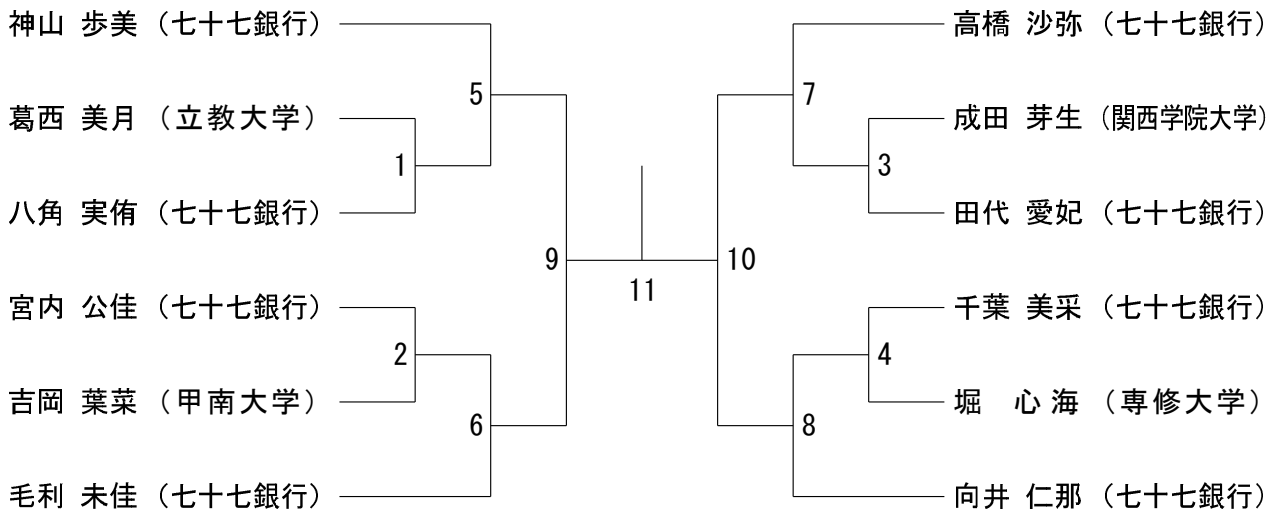 神山 歩美 (七十七銀行)
葛西 美月 (立教大学)
八角 実侑 (七十七銀行)
宮内 公佳 (七十七銀行)
吉岡 葉菜 (甲南大学)
毛利 未佳 (七十七銀行)
5
1
9
2
6
11
7
3
10
4
8
高橋 沙弥 (七十七銀行)
成田 芽生 (関西学院大学)
田代 愛妃 (七十七銀行)
千葉 美采 (七十七銀行)
堀 心海 (専修大学)
向井 仁那 (七十七銀行)